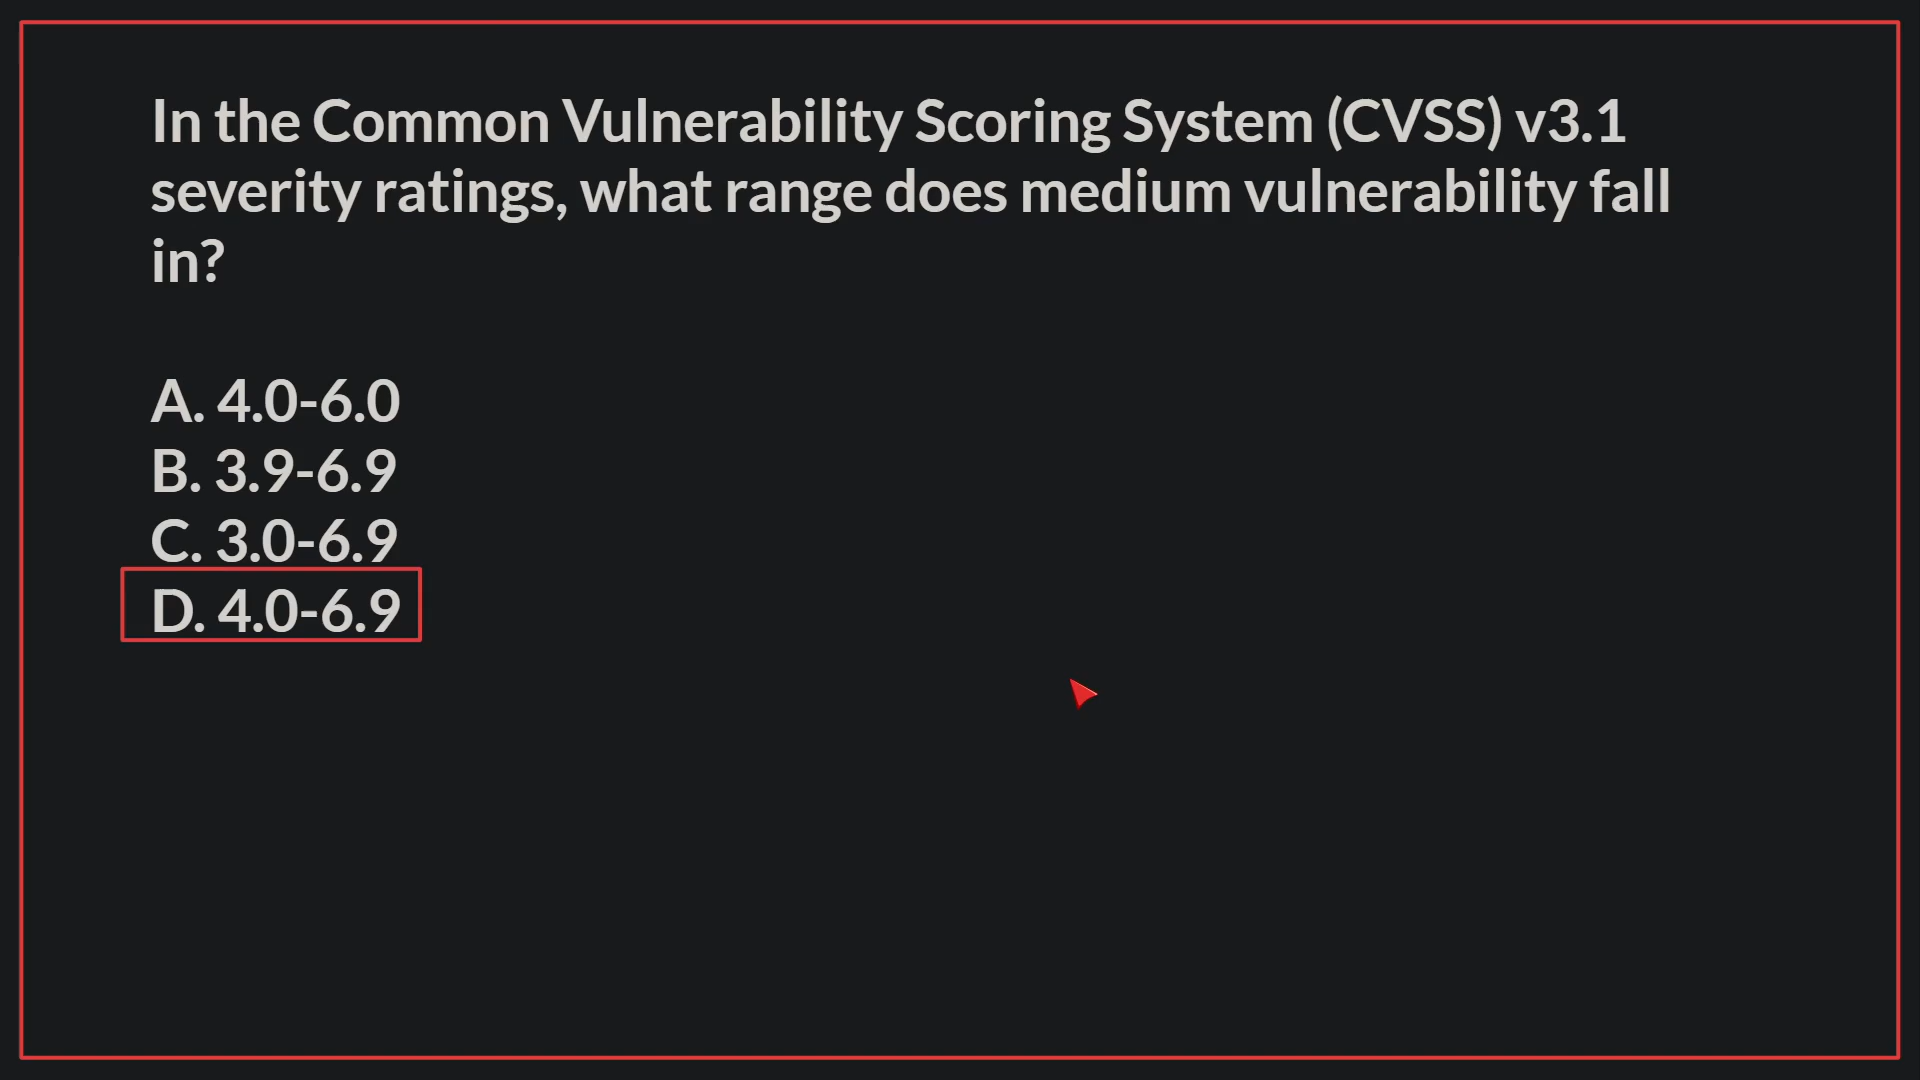 In the Common Vulnerability Scoring System (CVSS) v3.1
severity ratings, what range does medium vulnerability fall
in?
A. 4.0-6.0
B. 3.9-6.9
C. 3.0-6.9
D. 4.0-6.9